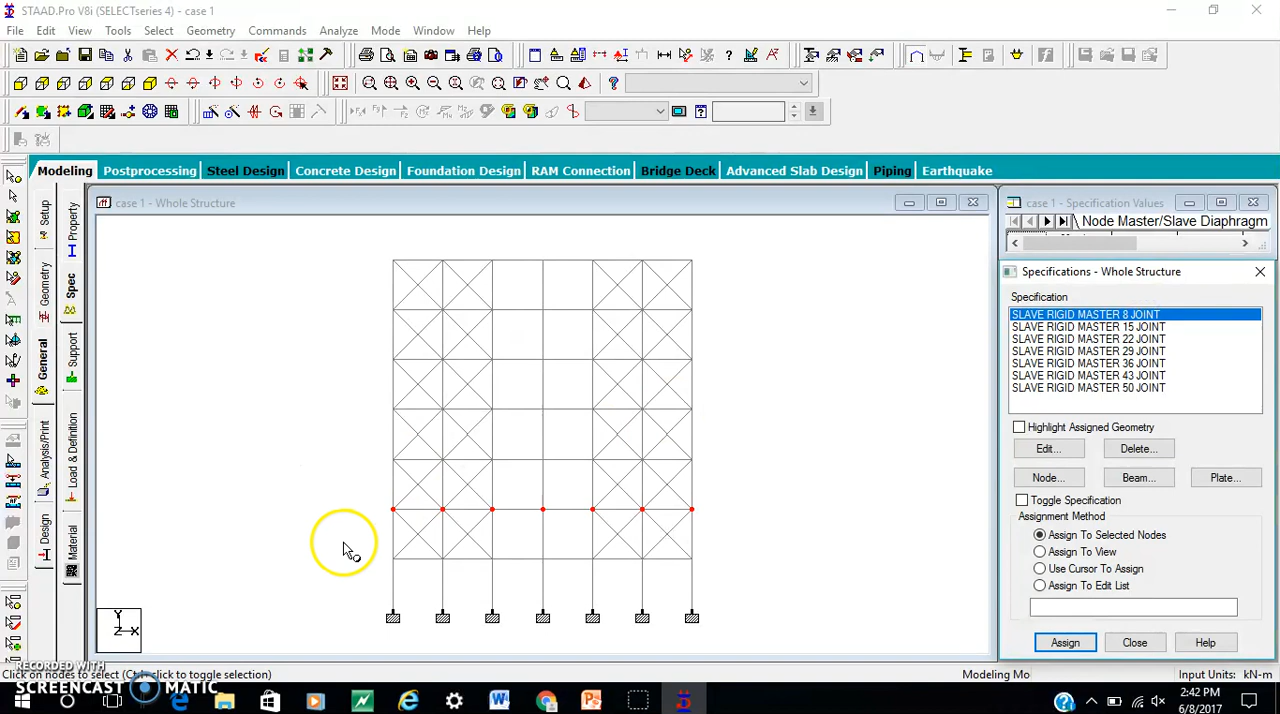 STAAD.Pro V8i (SELECTseries 4) - case 1
File Edit View Tools Select Geometry Commands Analyze Mode Window Help
Modeling Postprocessing Steel Design Concrete Design Foundation Design RAM Connection Bridge Deck Advanced Slab Design Piping Earthquake
Setup
Geometry
General
Analysis/Print
Design
Property
Spec
Support
Load & Definition
Material
case 1 - Whole Structure
Y
Z X
case 1 - Specification Values
Node Master/Slave Diaphragm
Specifications - Whole Structure
Specification
SLAVE RIGID MASTER 8 JOINT
SLAVE RIGID MASTER 15 JOINT
SLAVE RIGID MASTER 22 JOINT
SLAVE RIGID MASTER 29 JOINT
SLAVE RIGID MASTER 36 JOINT
SLAVE RIGID MASTER 43 JOINT
SLAVE RIGID MASTER 50 JOINT
Highlight Assigned Geometry
Edit... Delete...
Node... Beam... Plate...
Toggle Specification
Assignment Method
Assign To Selected Nodes
Assign To View
Use Cursor To Assign
Assign To Edit List
Assign Close Help
RECORDED WITH
SCREENCAST MATIC
Click on nodes to select (Ctrl+click to toggle selection)
Modeling Mo
Input Units: kN-m
2:42 PM
6/8/2017